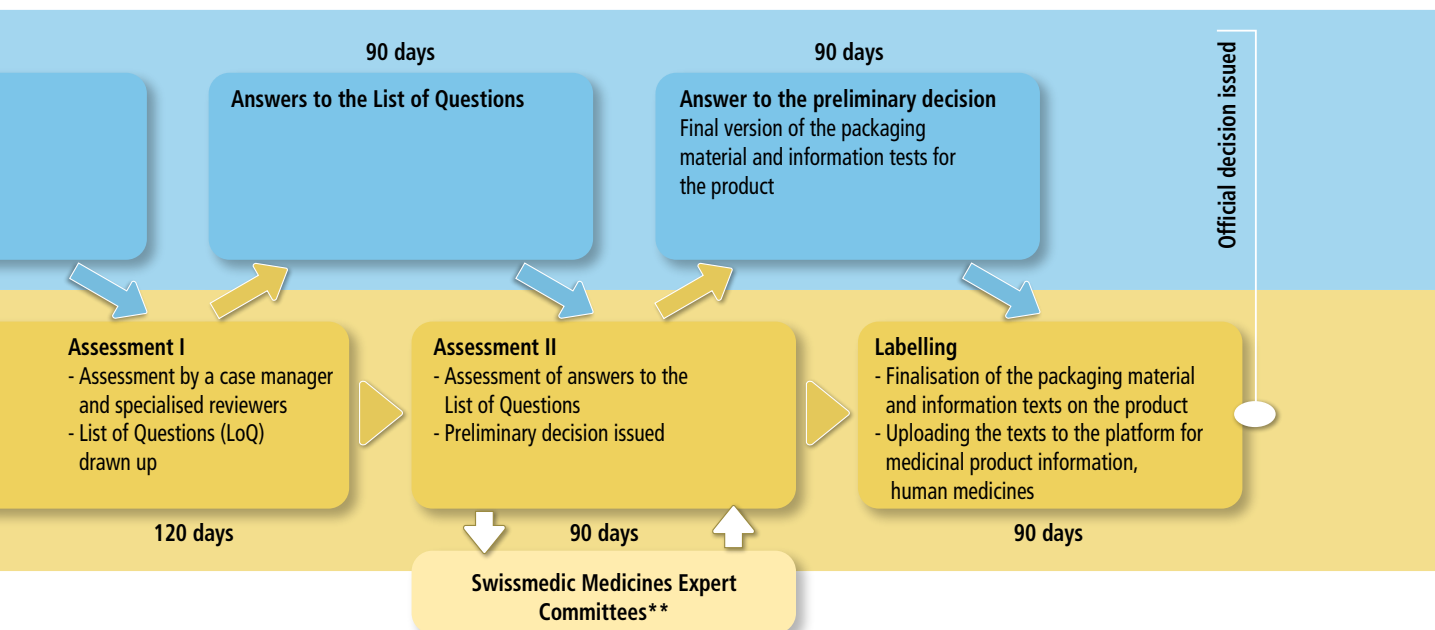 90 days
Answers to the List of Questions
90 days
Answer to the preliminary decision
Final version of the packaging
material and information tests for
the product
Official decision issued
Assessment I
- Assessment by a case manager
and specialised reviewers
- List of Questions (LoQ)
drawn up
120 days
Assessment II
- Assessment of answers to the
List of Questions
- Preliminary decision issued
90 days
Labelling
- Finalisation of the packaging material
and information texts on the product
- Uploading the texts to the platform for
medicinal product information,
human medicines
90 days
Swissmedic Medicines Expert
Committees**